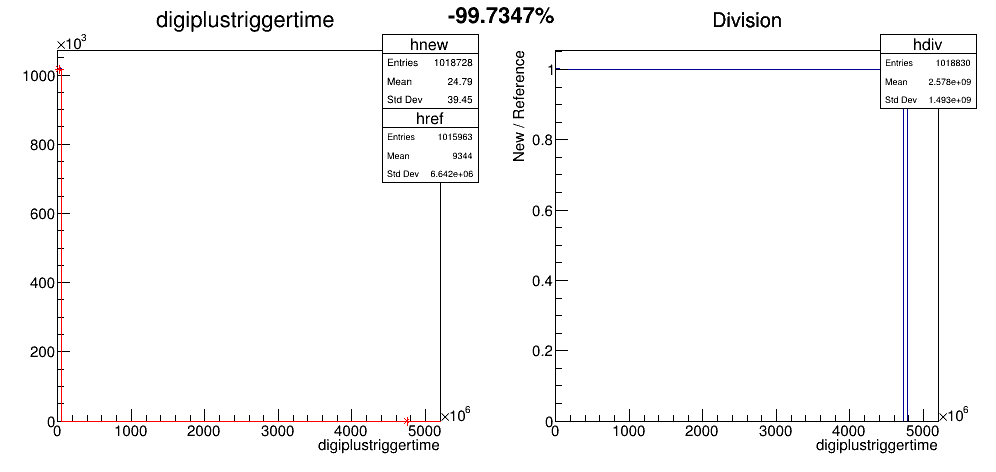 -99.7347%
digiplustriggertime
×10³
hnew
Entries 1018728
Mean 24.79
Std Dev 39.45
href
Entries 1015963
Mean 9344
Std Dev 6.642e+06
1000
800
600
400
200
0
0 1000 2000 3000 4000 5000 ×10⁶
digiplustriggertime
Division
hdiv
Entries 1018830
Mean 2.578e+09
Std Dev 1.493e+09
New / Reference
1
0.8
0.6
0.4
0.2
0
0 1000 2000 3000 4000 5000 ×10⁶
digiplustriggertime